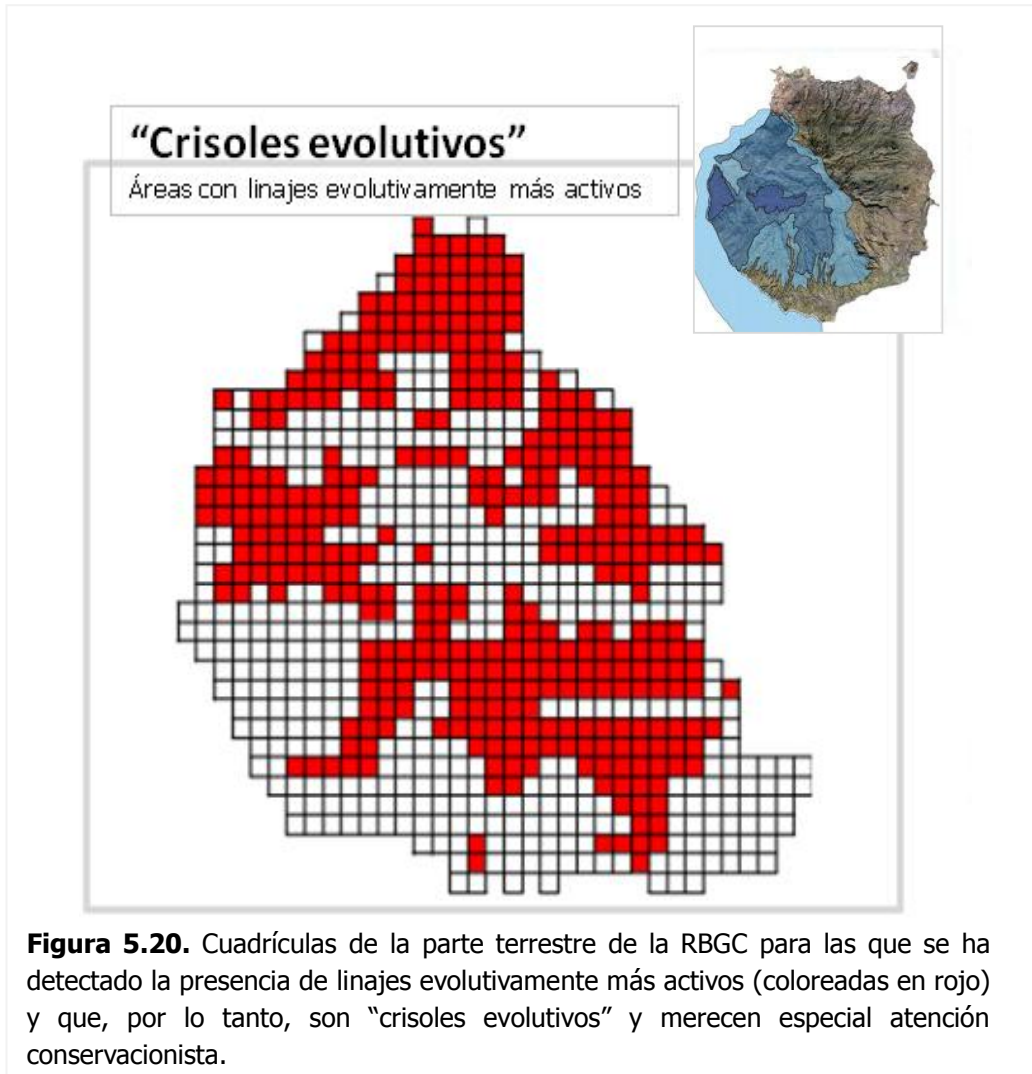 “Crisoles evolutivos”
Áreas con linajes evolutivamente más activos
Figura 5.20. Cuadrículas de la parte terrestre de la RBGC para las que se ha
detectado la presencia de linajes evolutivamente más activos (coloreadas en rojo)
y que, por lo tanto, son “crisoles evolutivos” y merecen especial atención
conservacionista.